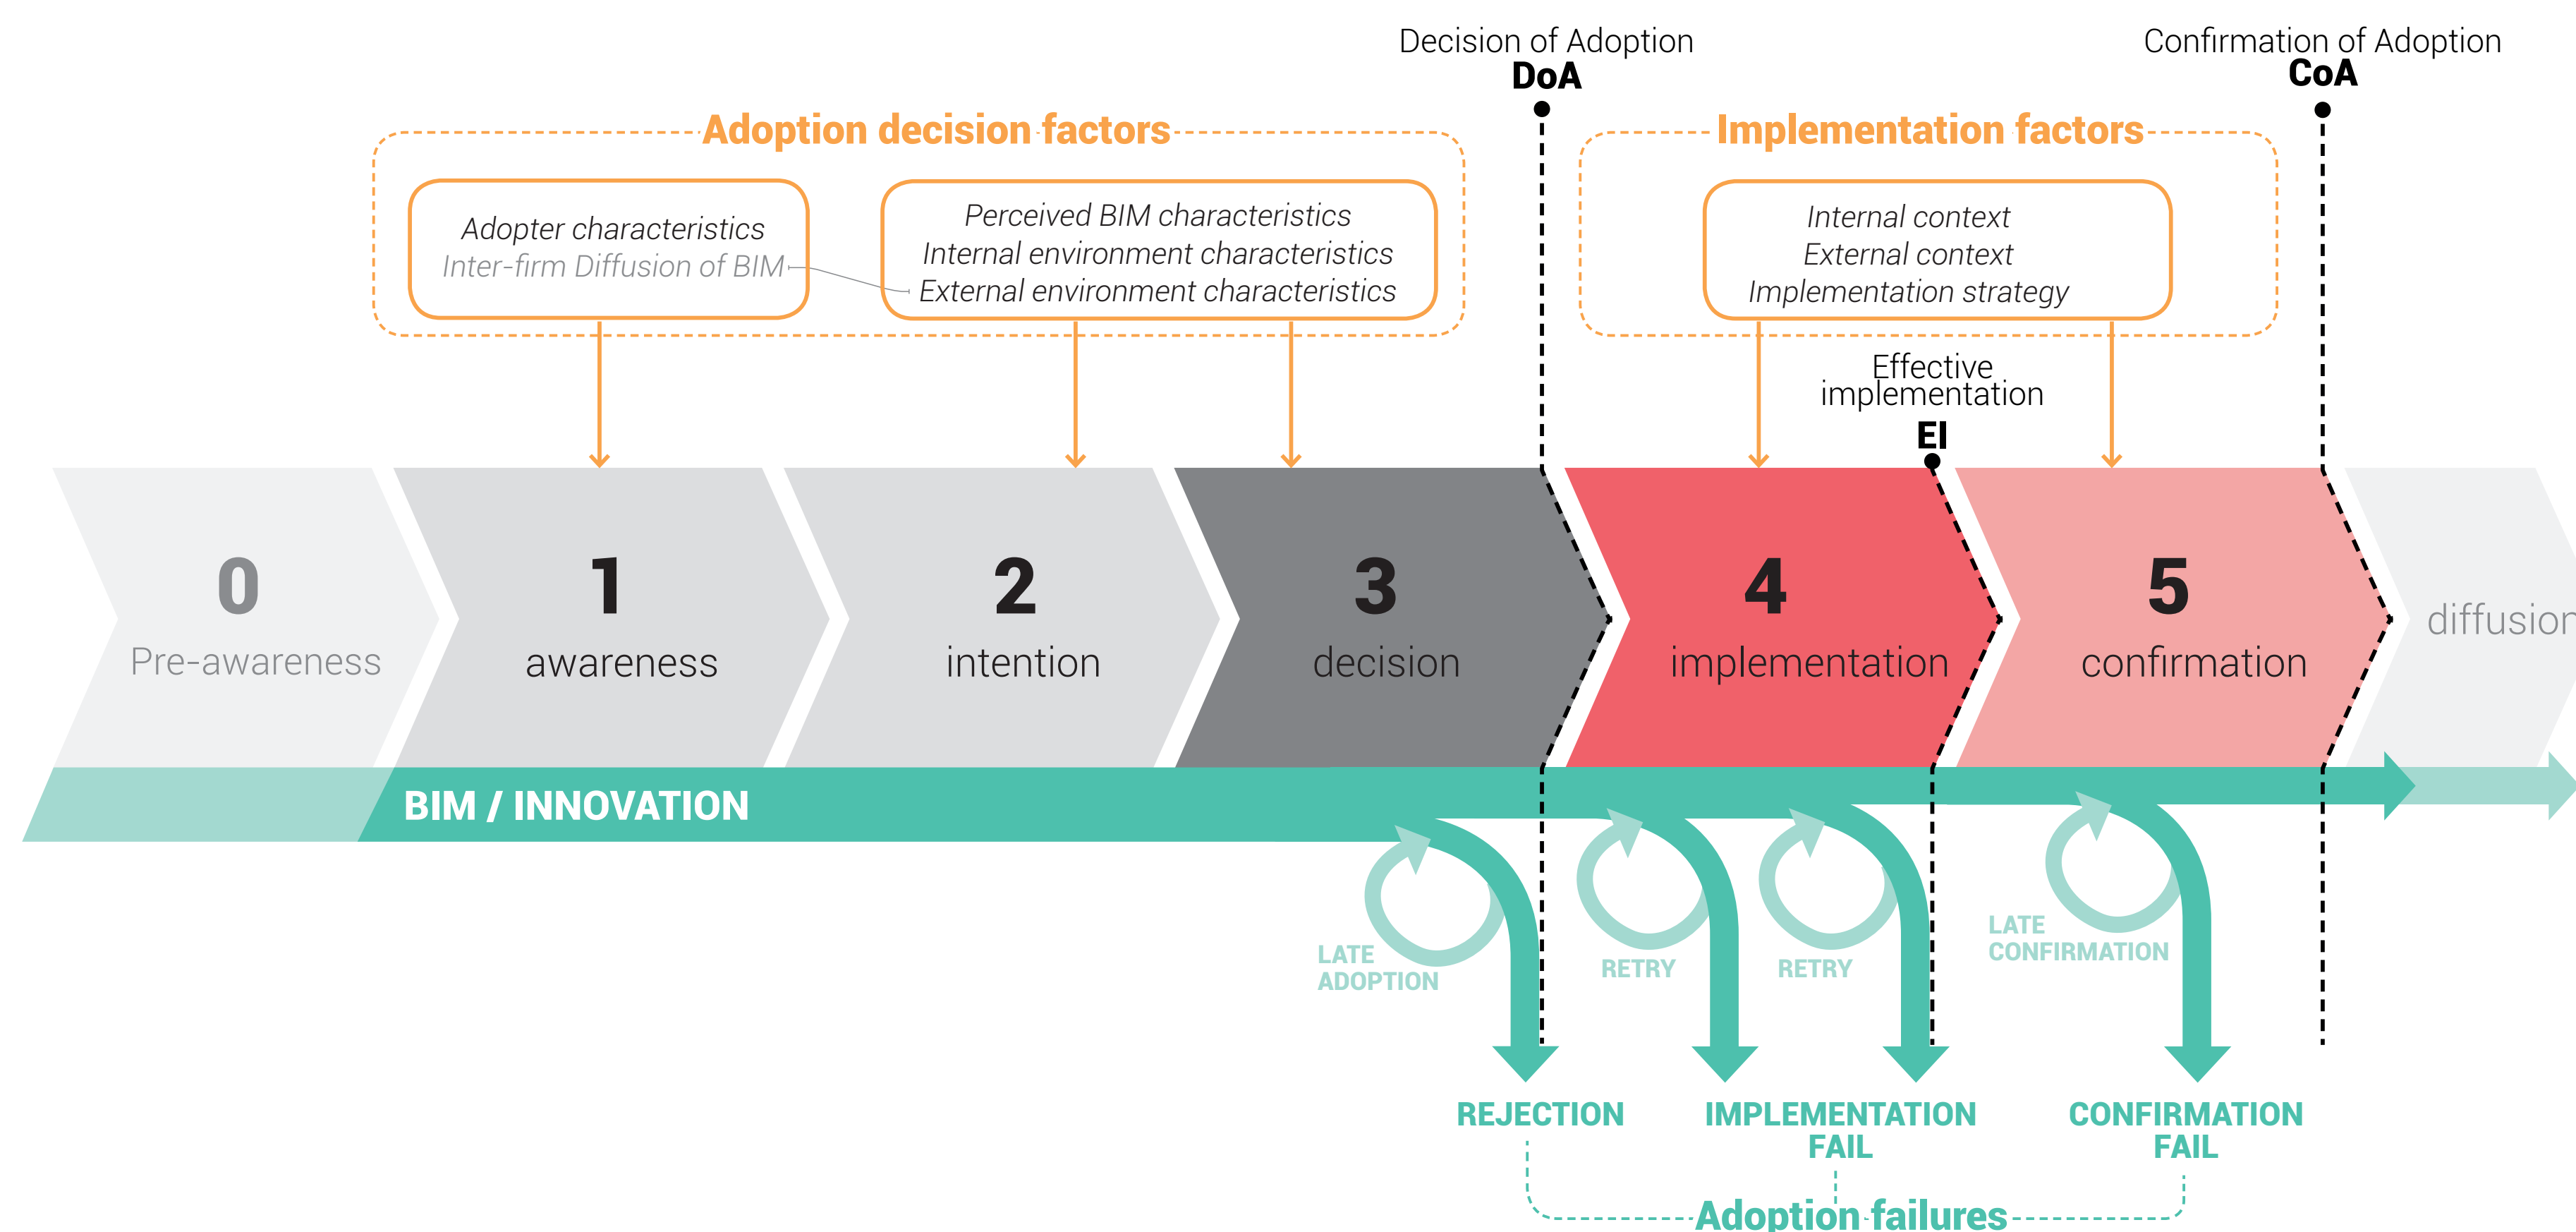 Decision of Adoption
DoA
Confirmation of Adoption
CoA
Adoption decision factors
Implementation factors
Adopter characteristics
Inter-firm Diffusion of BIM
Perceived BIM characteristics
Internal environment characteristics
External environment characteristics
Internal context
External context
Implementation strategy
Effective
implementation
EI
0
Pre-awareness
1
awareness
2
intention
3
decision
4
implementation
5
confirmation
diffusion
BIM / INNOVATION
LATE
ADOPTION
RETRY
RETRY
LATE
CONFIRMATION
REJECTION
IMPLEMENTATION
FAIL
CONFIRMATION
FAIL
Adoption failures